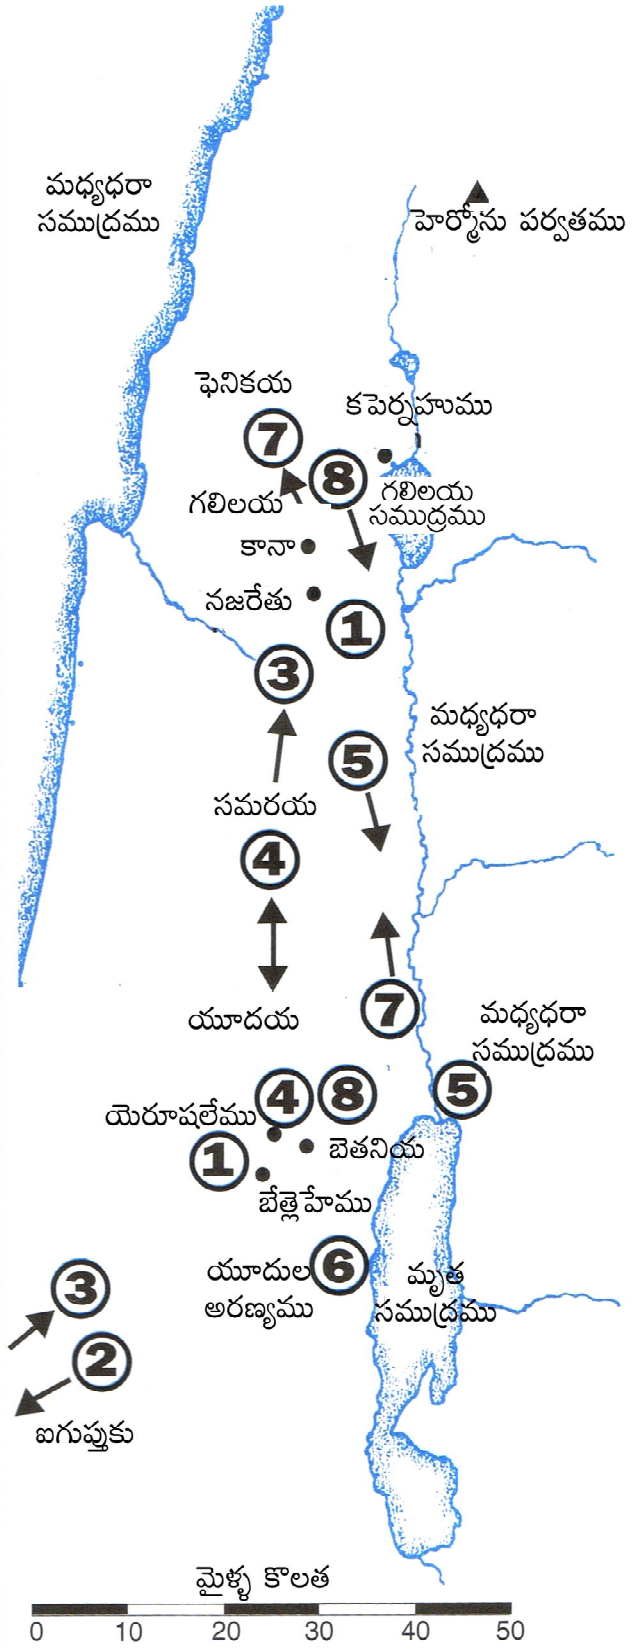 మధ్యధరా
సముద్రము
హెర్మోను పర్వతము
ఫెనికయ
కపెర్నహుము
7
8
గలిలయ
గలిలయ
సముద్రము
కానా
నజరేతు
1
3
మధ్యధరా
సముద్రము
5
సమరయ
4
యూదయ
7
మధ్యధరా
సముద్రము
4
8
5
యెరూషలేము
1
బెతనియ
బేత్లెహేము
యూదుల
అరణ్యము
6
మృత
సముద్రము
3
2
ఐగుప్తుకు
మైళ్ళ కొలత
0 10 20 30 40 50